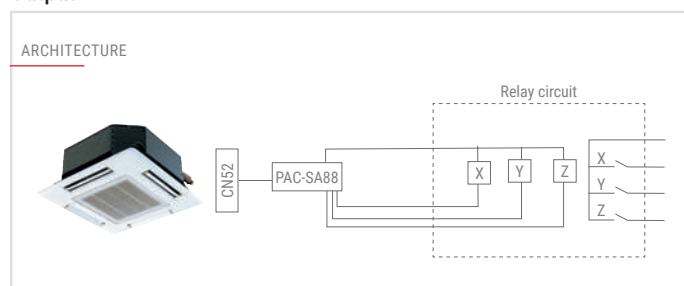 ARCHITECTURE
Relay circuit
CN52
PAC-SA88
X
Y
Z
X
Y
Z